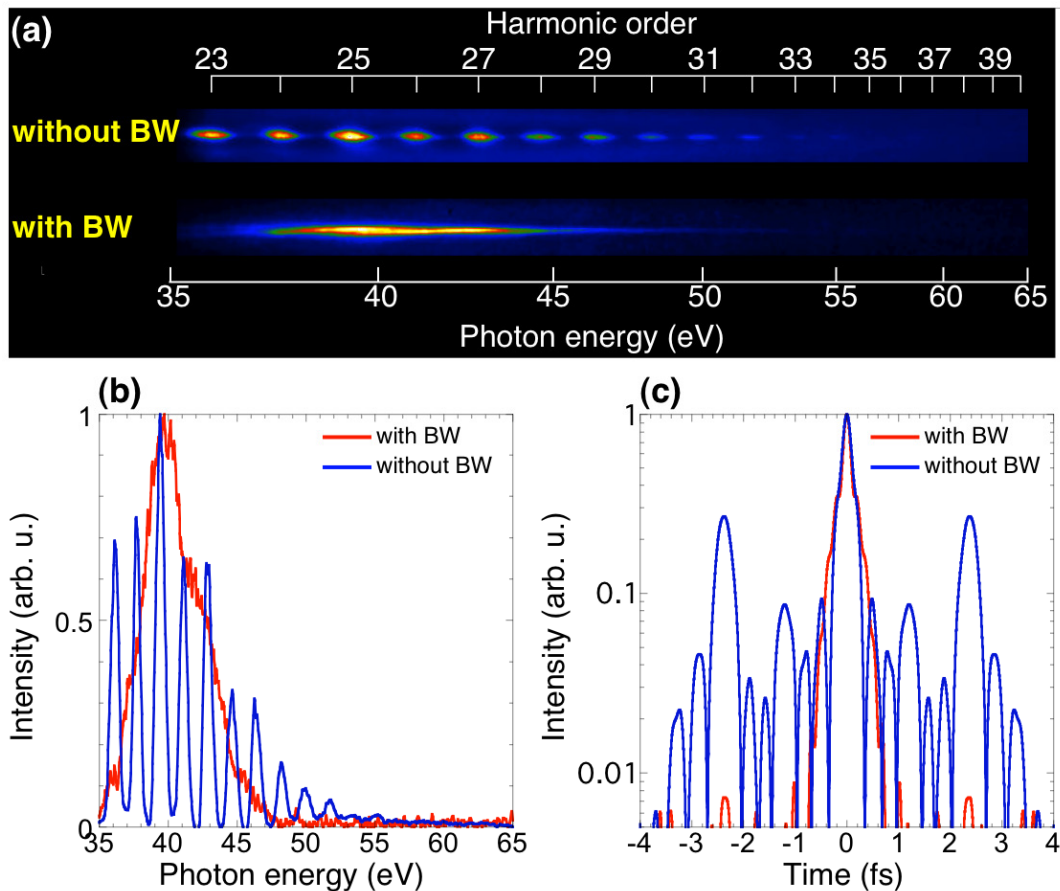 (a)
Harmonic order
23 25 27 29 31 33 35 37 39
without BW
with BW
35 40 45 50 55 60 65
Photon energy (eV)
(b)
1
0.5
0
Intensity (arb. u.)
with BW
without BW
35 40 45 50 55 60 65
Photon energy (eV)
(c)
1
0.1
0.01
Intensity (arb. u.)
with BW
without BW
-4 -3 -2 -1 0 1 2 3 4
Time (fs)